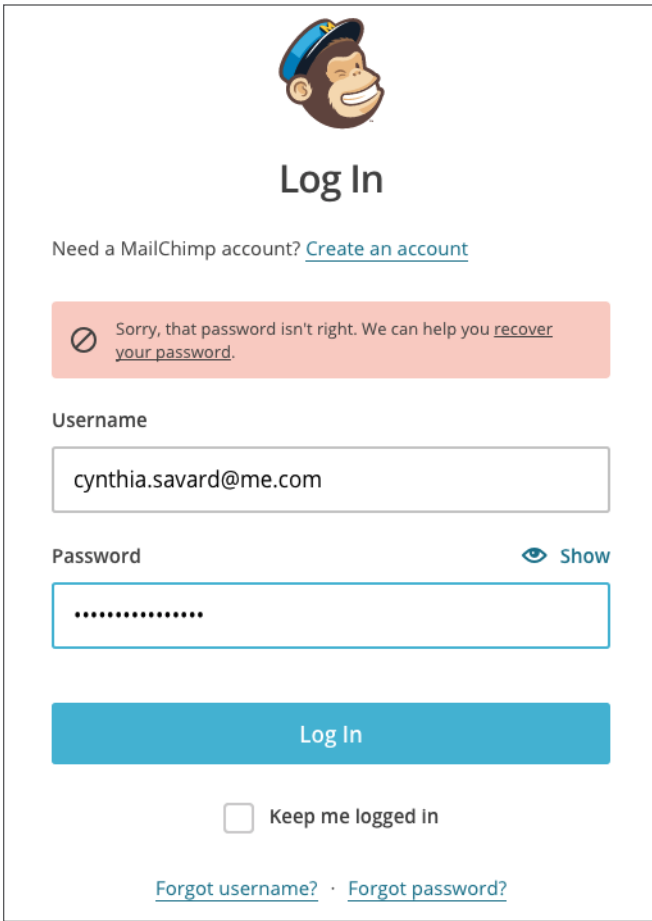 Log In
Need a MailChimp account? Create an account
Sorry, that password isn't right. We can help you recover
your password.
Username
cynthia.savard@me.com
Password
Show
••••••••••••••••
Log In
Keep me logged in
Forgot username? · Forgot password?